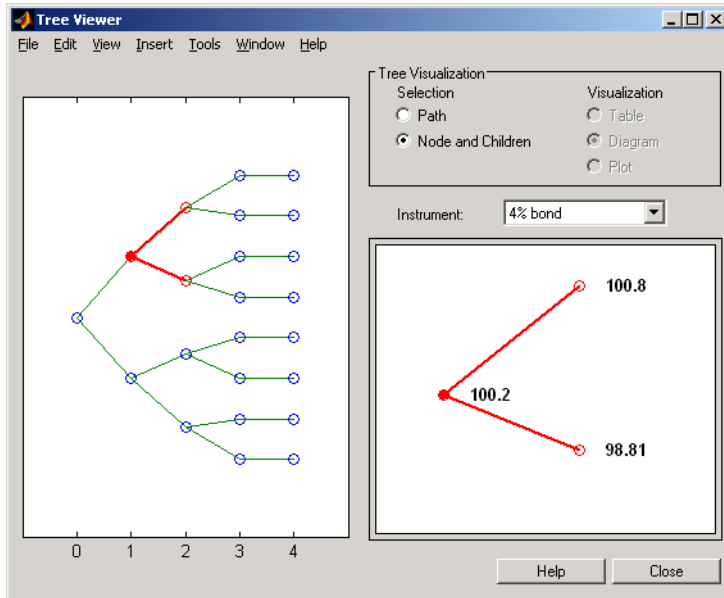 Tree Viewer
File Edit View Insert Tools Window Help
Tree Visualization
Selection
Visualization
Path
Table
Node and Children
Diagram
Plot
Instrument:
4% bond
100.8
100.2
98.81
0 1 2 3 4
Help
Close